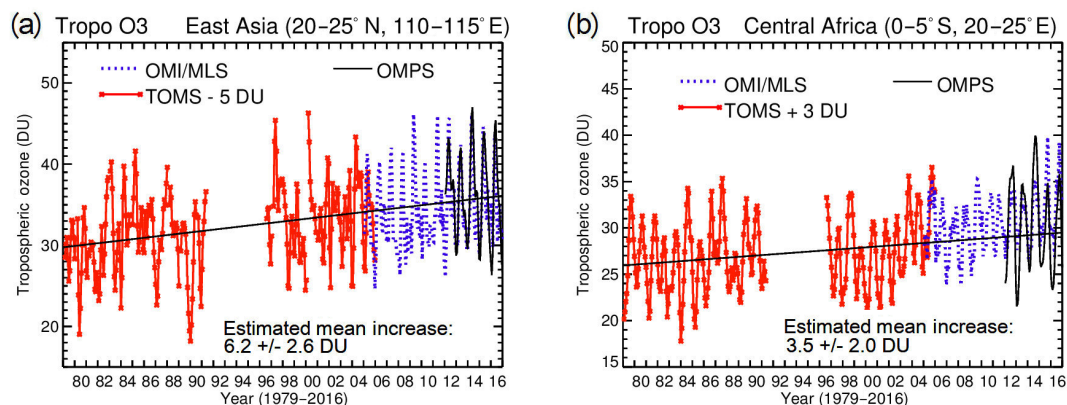 (a) Tropo O3 East Asia (20–25° N, 110–115° E)
50
40
30
20
Tropospheric ozone (DU)
OMI/MLS
OMPS
TOMS - 5 DU
Estimated mean increase:
6.2 +/- 2.6 DU
80 82 84 86 88 90 92 94 96 98 00 02 04 06 08 10 12 14 16
Year (1979–2016)
(b) Tropo O3 Central Africa (0–5° S, 20–25° E)
50
45
40
35
30
25
20
15
Tropospheric ozone (DU)
OMI/MLS
OMPS
TOMS + 3 DU
Estimated mean increase:
3.5 +/- 2.0 DU
80 82 84 86 88 90 92 94 96 98 00 02 04 06 08 10 12 14 16
Year (1979–2016)